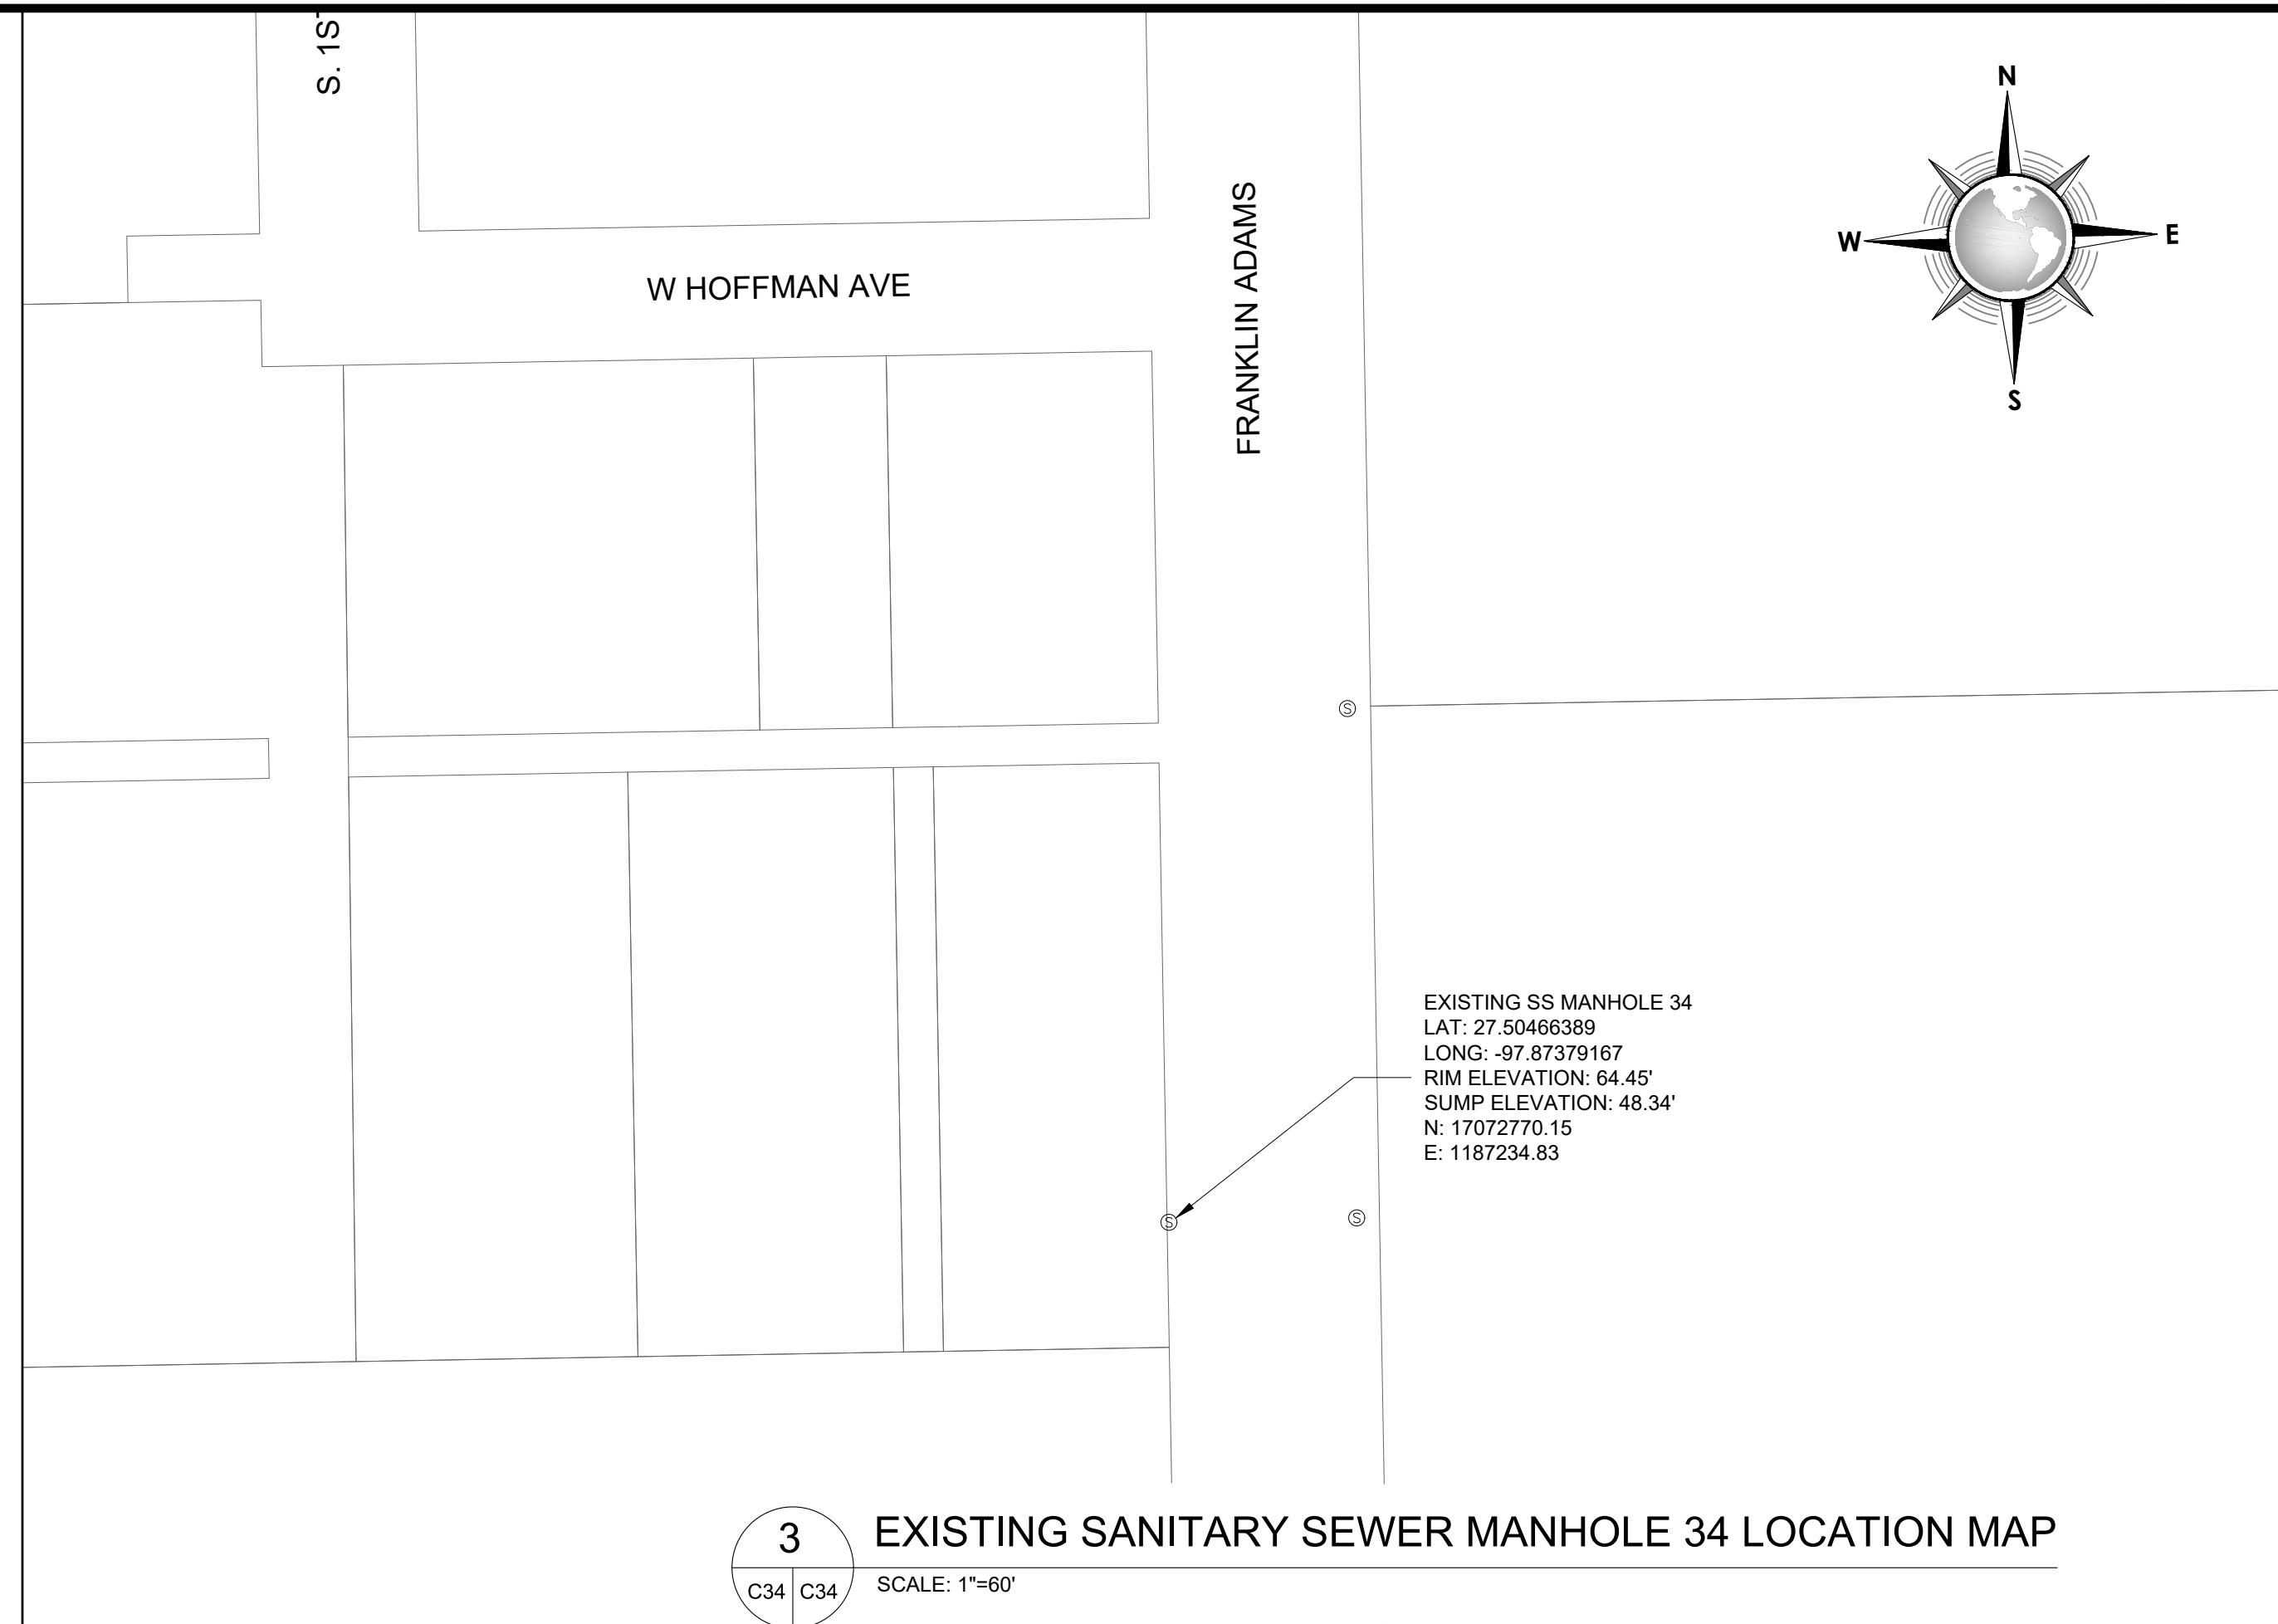 S. 1ST
N
W
E
S
W HOFFMAN AVE
FRANKLIN ADAMS
S
EXISTING SS MANHOLE 34
LAT: 27.50466389
LONG: -97.87379167
RIM ELEVATION: 64.45'
SUMP ELEVATION: 48.34'
N: 17072770.15
E: 1187234.83
S
S
3
EXISTING SANITARY SEWER MANHOLE 34 LOCATION MAP
C34
C34
SCALE: 1"=60'